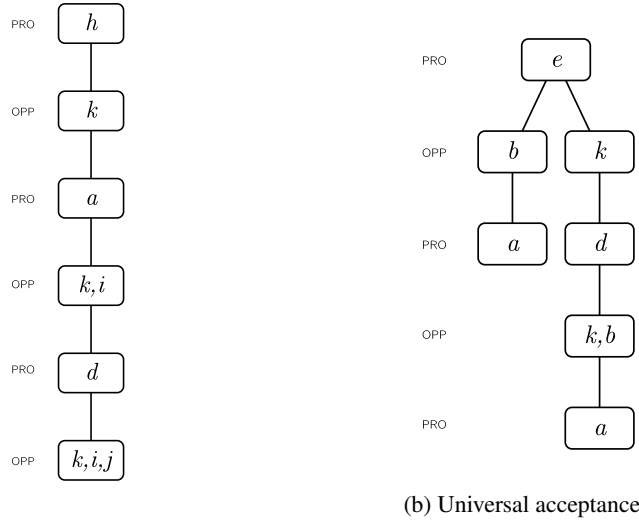 PRO h
OPP k
PRO a
OPP k, i
PRO d
OPP k, i, j
PRO e
OPP b k
PRO a d
OPP k, b
PRO a
(b) Universal acceptance